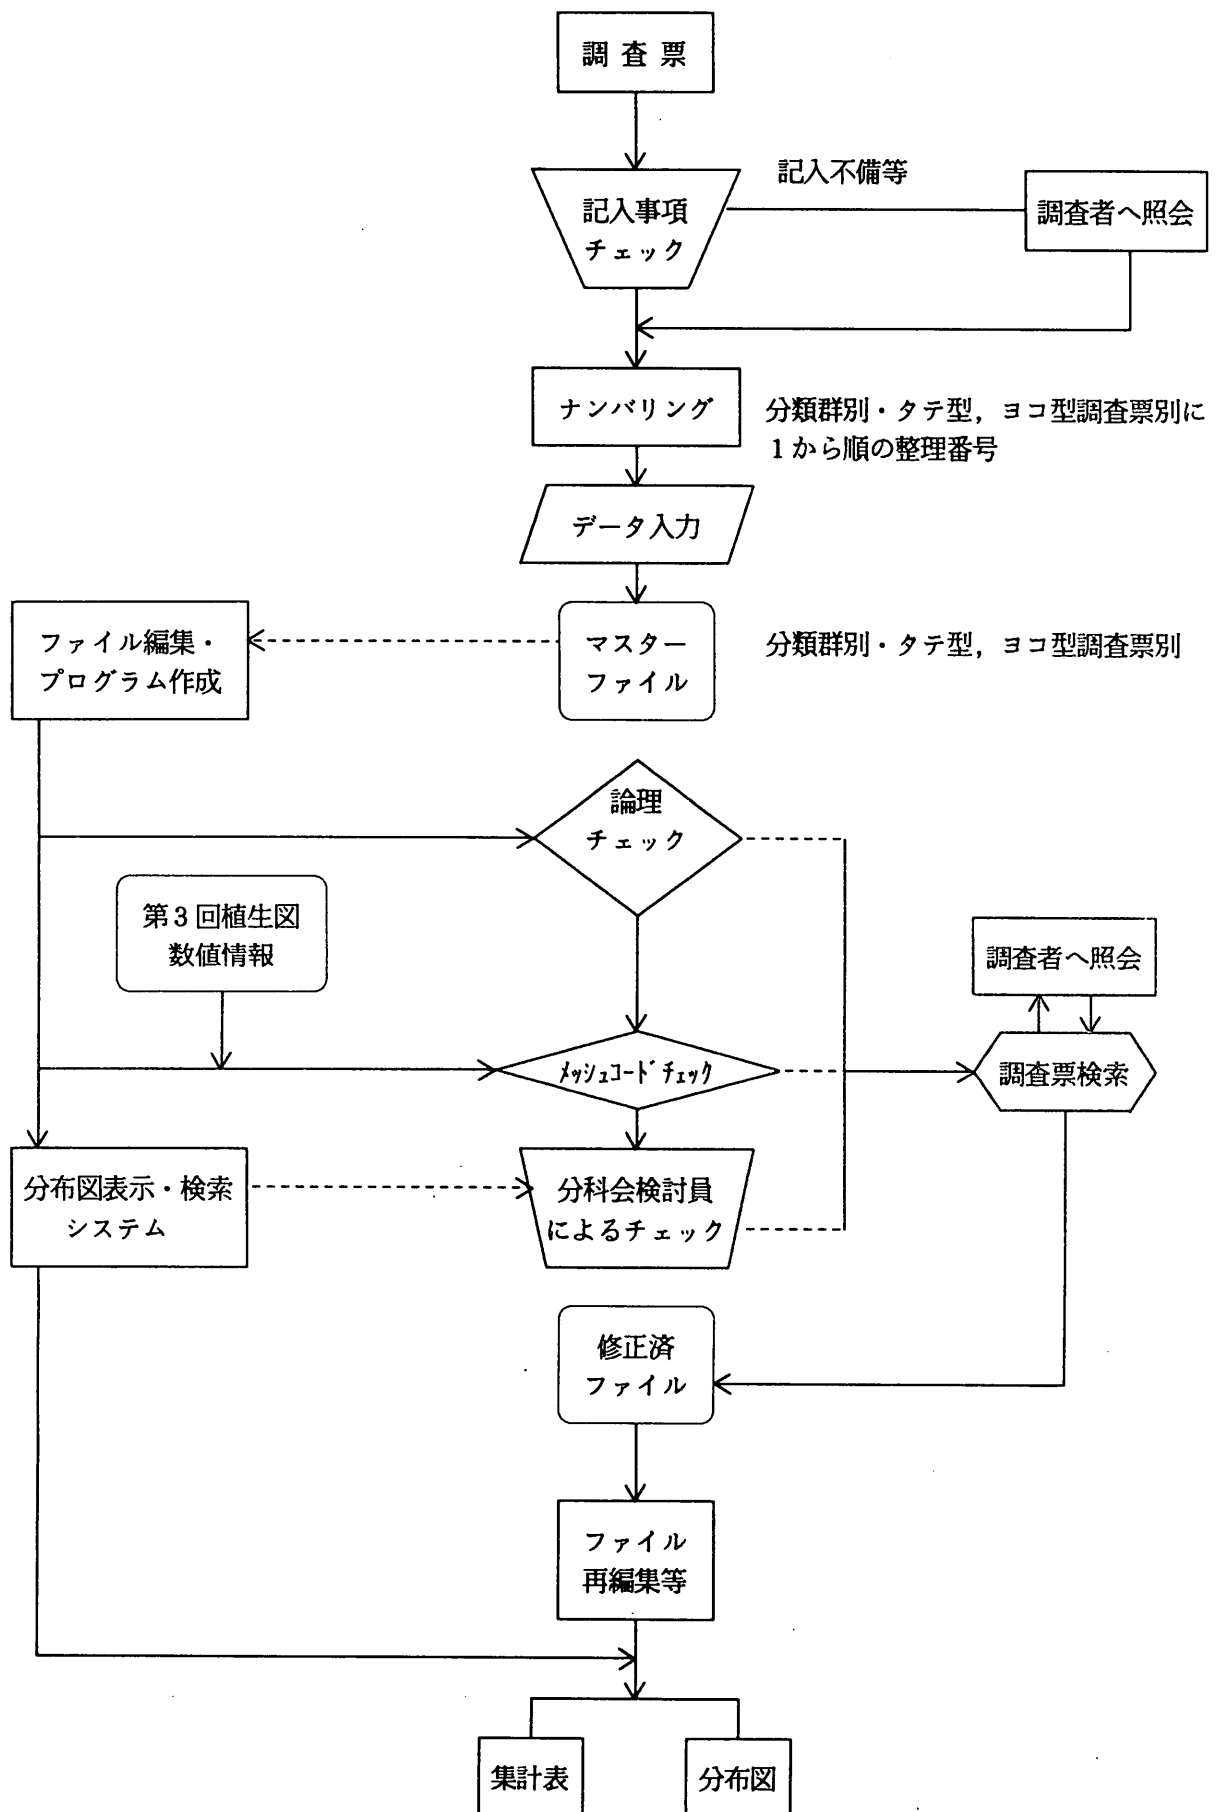 調 査 票
記入事項
チェック
記入不備等
調査者へ照会
ナンバリング
分類群別・タテ型，ヨコ型調査票別に
１から順の整理番号
データ入力
ファイル編集・
プログラム作成
マスター
ファイル
分類群別・タテ型，ヨコ型調査票別
論理
チェック
第３回植生図
数値情報
調査者へ照会
ﾒｯｼｭｺｰﾄﾞﾁｪｯｸ
調査票検索
分布図表示・検索
システム
分科会検討員
によるチェック
修正済
ファイル
ファイル
再編集等
集計表
分布図